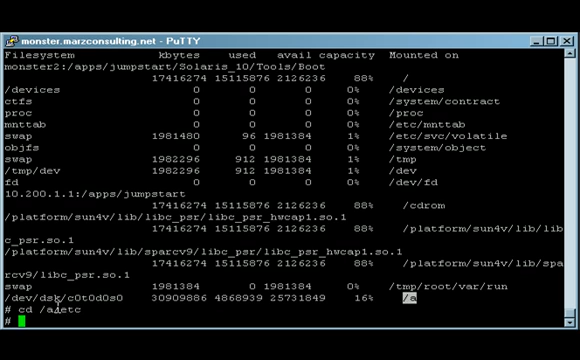 monster.marzconsulting.net - PuTTY
Filesystem kbytes used avail capacity Mounted on
monster2:/apps/jumpstart/Solaris_10/Tools/Boot
17416274 15115876 2126236 88% /
/devices 0 0 0 0% /devices
ctfs 0 0 0 0% /system/contract
proc 0 0 0 0% /proc
mnttab 0 0 0 0% /etc/mnttab
swap 1981480 96 1981384 1% /etc/svc/volatile
objfs 0 0 0 0% /system/object
swap 1982296 912 1981384 1% /tmp
/tmp/dev 1982296 912 1981384 1% /dev
fd 0 0 0 0% /dev/fd
10.200.1.1:/apps/jumpstart
17416274 15115876 2126236 88% /cdrom
/platform/sun4v/lib/libc_psr/libc_psr_hwcap1.so.1
17416274 15115876 2126236 88% /platform/sun4v/lib/lib
c_psr.so.1
/platform/sun4v/lib/sparcv9/libc_psr/libc_psr_hwcap1.so.1
17416274 15115876 2126236 88% /platform/sun4v/lib/spa
rcv9/libc_psr.so.1
swap 1981384 0 1981384 0% /tmp/root/var/run
/dev/dsk/c0t0d0s0 30909886 4868939 25731849 16% /a
# cd /a/etc
#